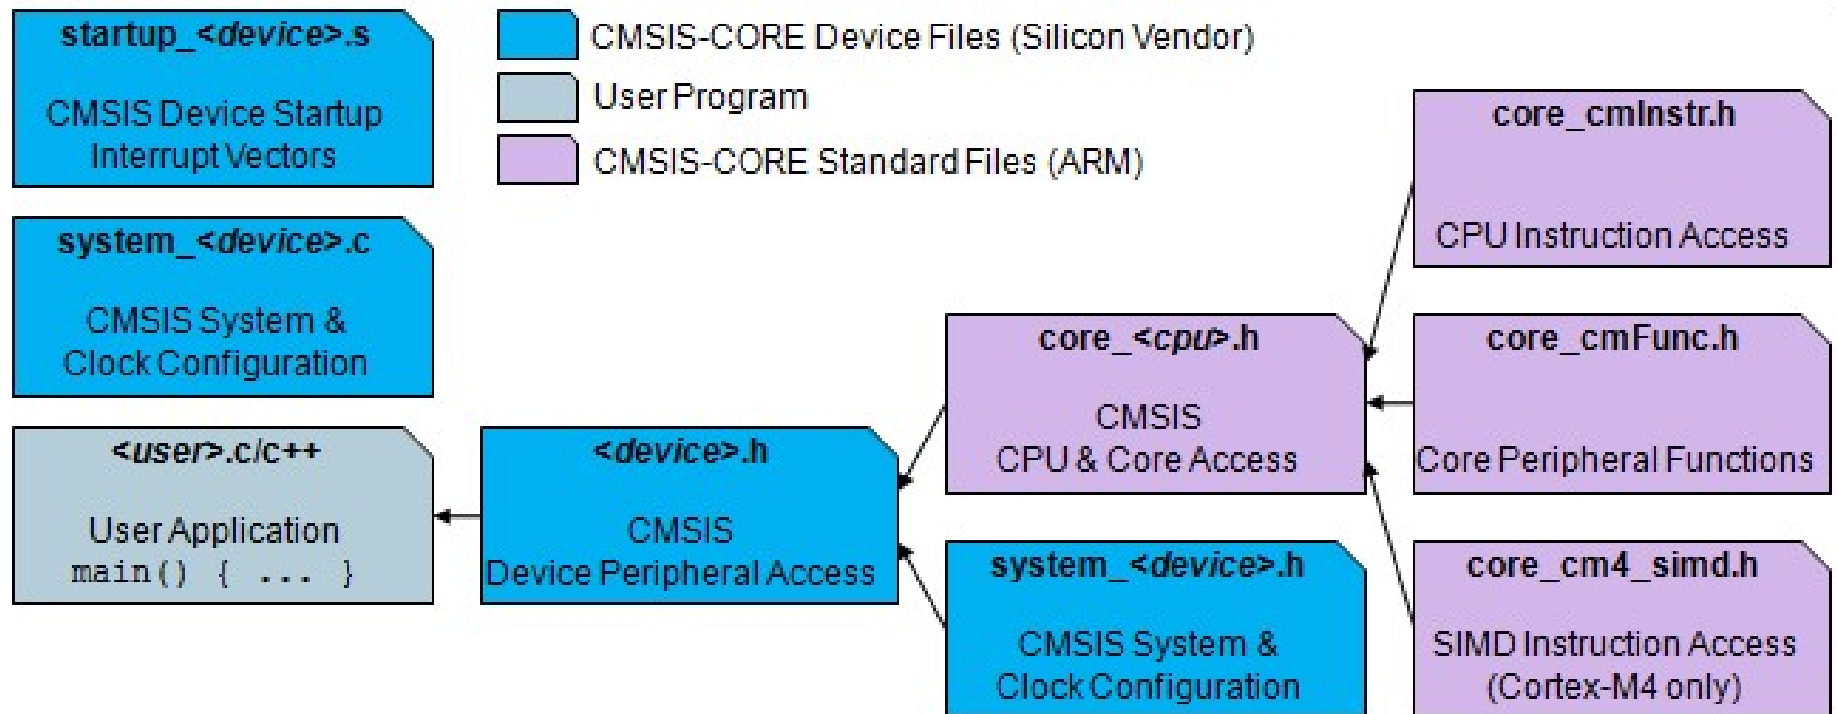 startup_<device>.s
CMSIS Device Startup
Interrupt Vectors
CMSIS-CORE Device Files (Silicon Vendor)
User Program
CMSIS-CORE Standard Files (ARM)
core_cmInstr.h
CPU Instruction Access
system_<device>.c
CMSIS System &
Clock Configuration
core_<cpu>.h
CMSIS
CPU & Core Access
core_cmFunc.h
Core Peripheral Functions
<user>.c/c++
User Application
main() { ... }
<device>.h
CMSIS
Device Peripheral Access
system_<device>.h
CMSIS System &
Clock Configuration
core_cm4_simd.h
SIMD Instruction Access
(Cortex-M4 only)